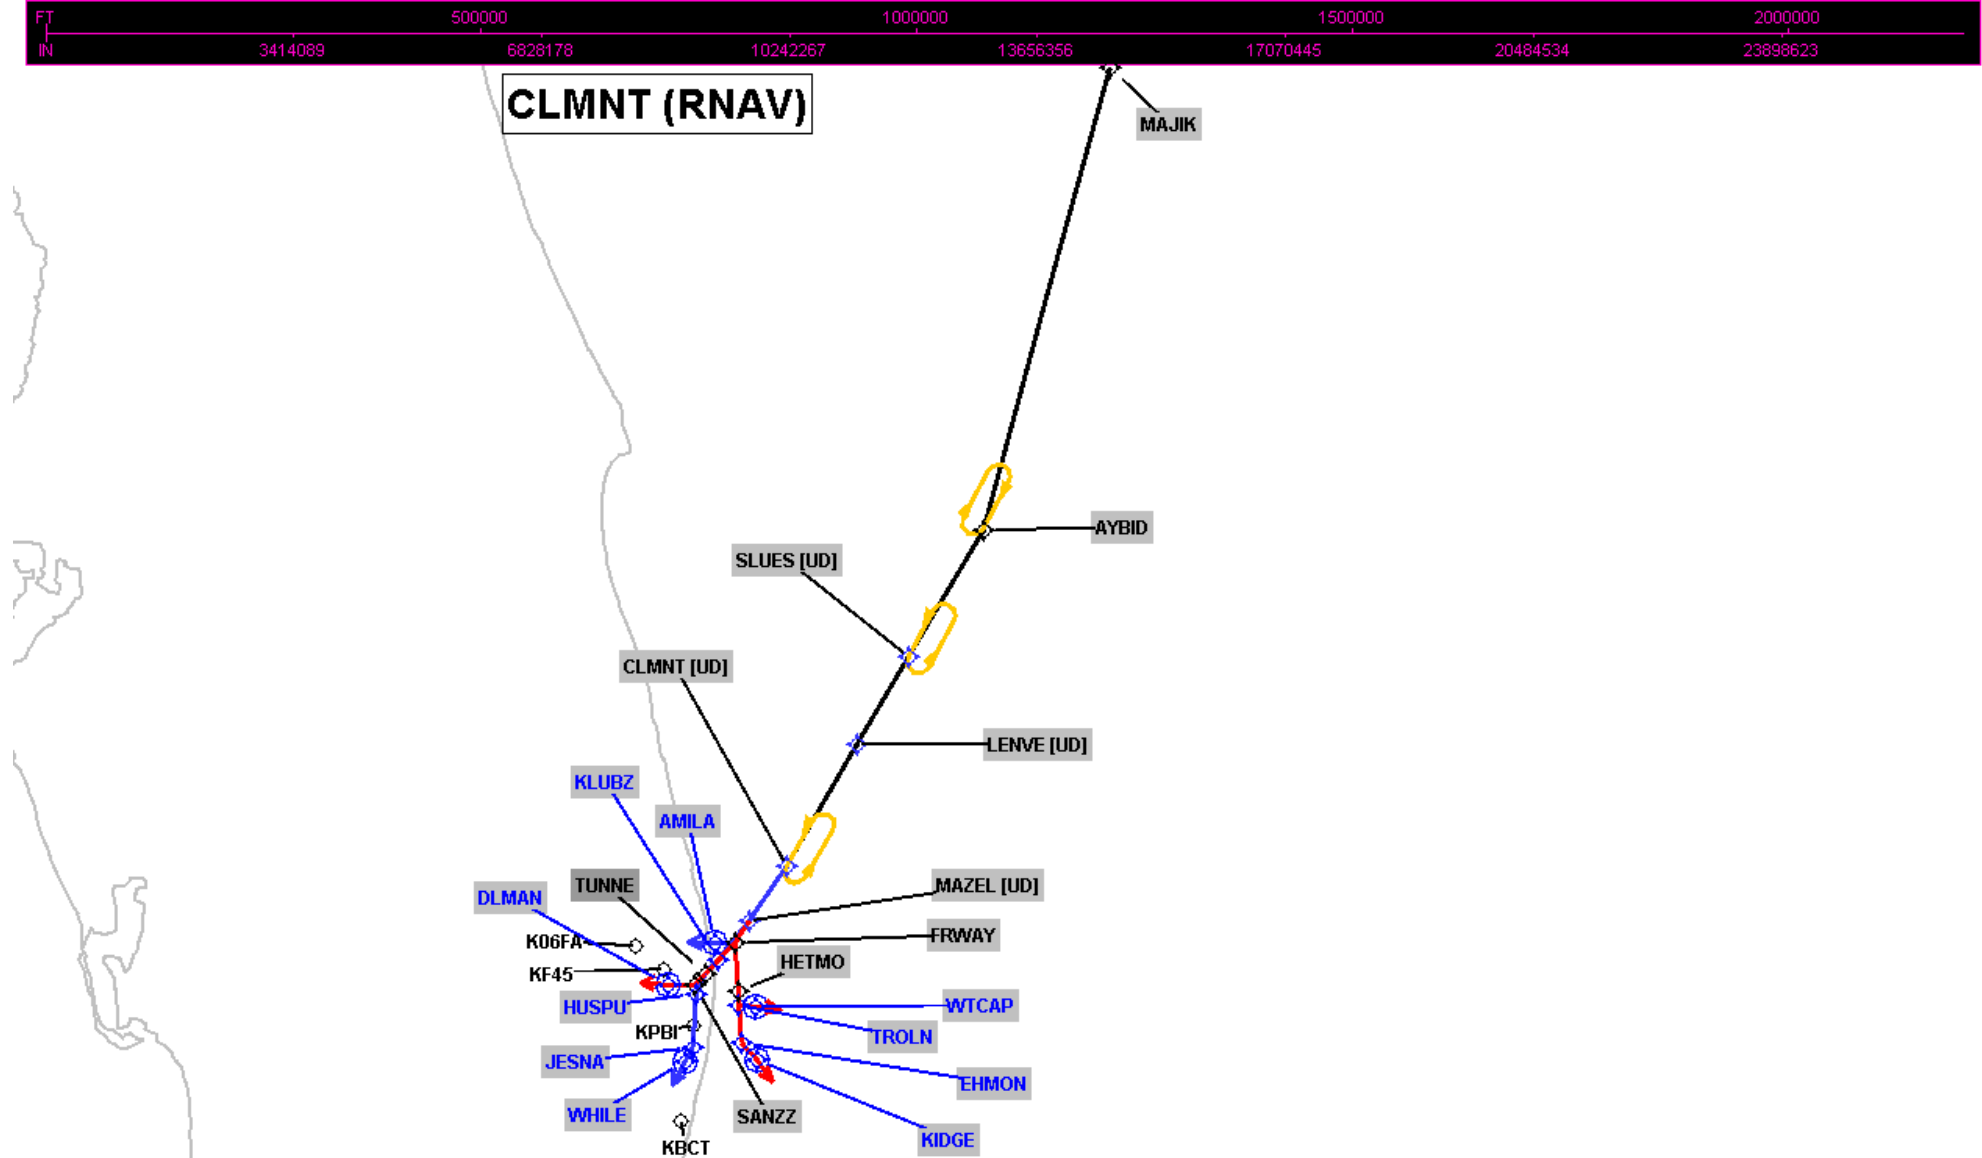 FT 500000 1000000 1500000 2000000
IN 3414089 6828178 10242267 13656356 17070445 20484534 23898623
CLMNT (RNAV)
MAJIK
AYBID
SLUES [UD]
CLMNT [UD]
LENVE [UD]
KLUBZ
AMILA
TUNNE
MAZEL [UD]
DLMAN
FRWAY
K06FA
HETMO
KF45
HUSPU
WTCAP
KPBI
TROLN
JESNA
EHMON
WHILE
SANZZ
KIDGE
KBCT